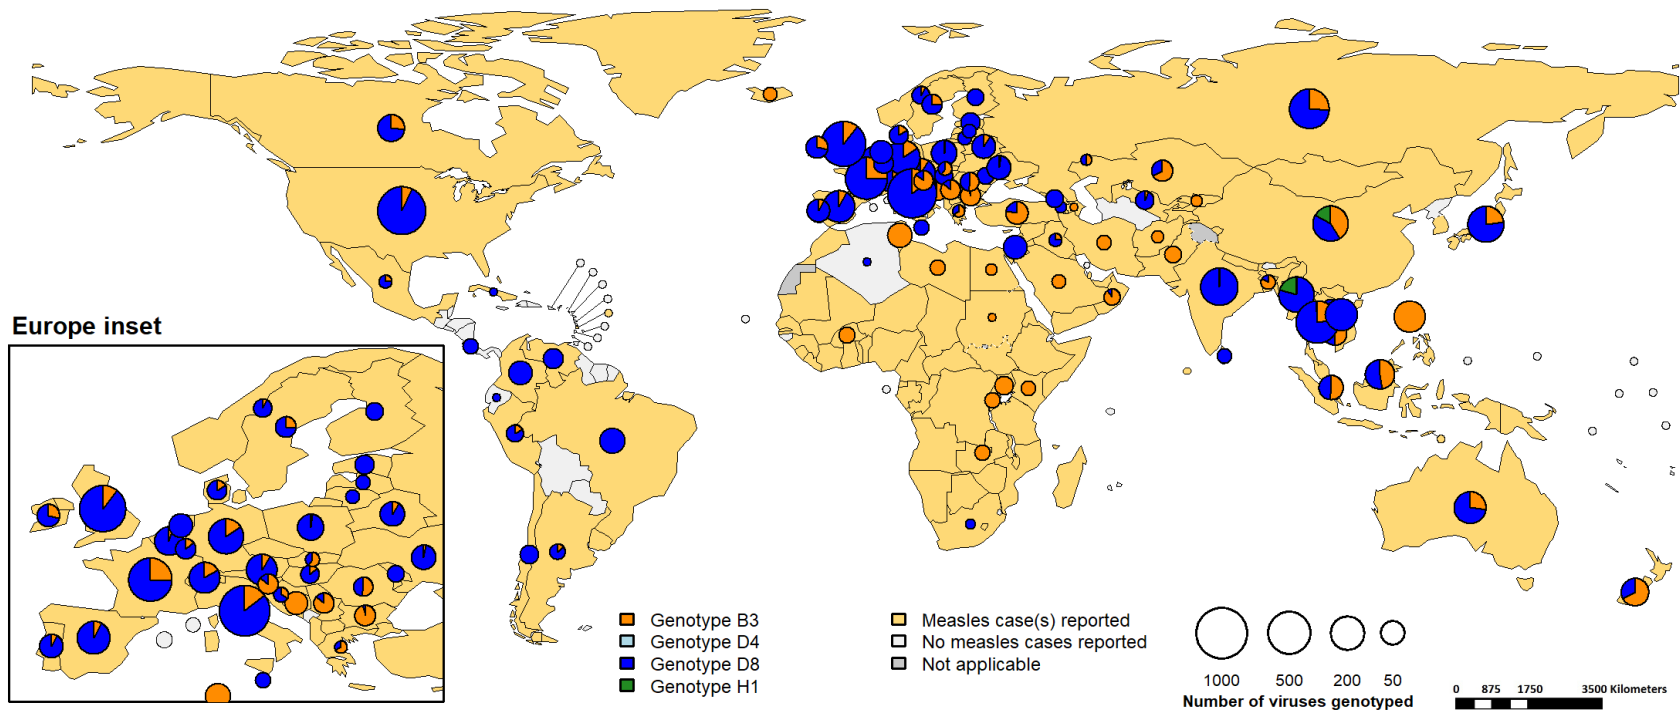 Europe inset
Genotype B3
Genotype D4
Genotype D8
Genotype H1
Measles case(s) reported
No measles cases reported
Not applicable
1000 500 200 50
Number of viruses genotyped
0 875 1750 3500 Kilometers